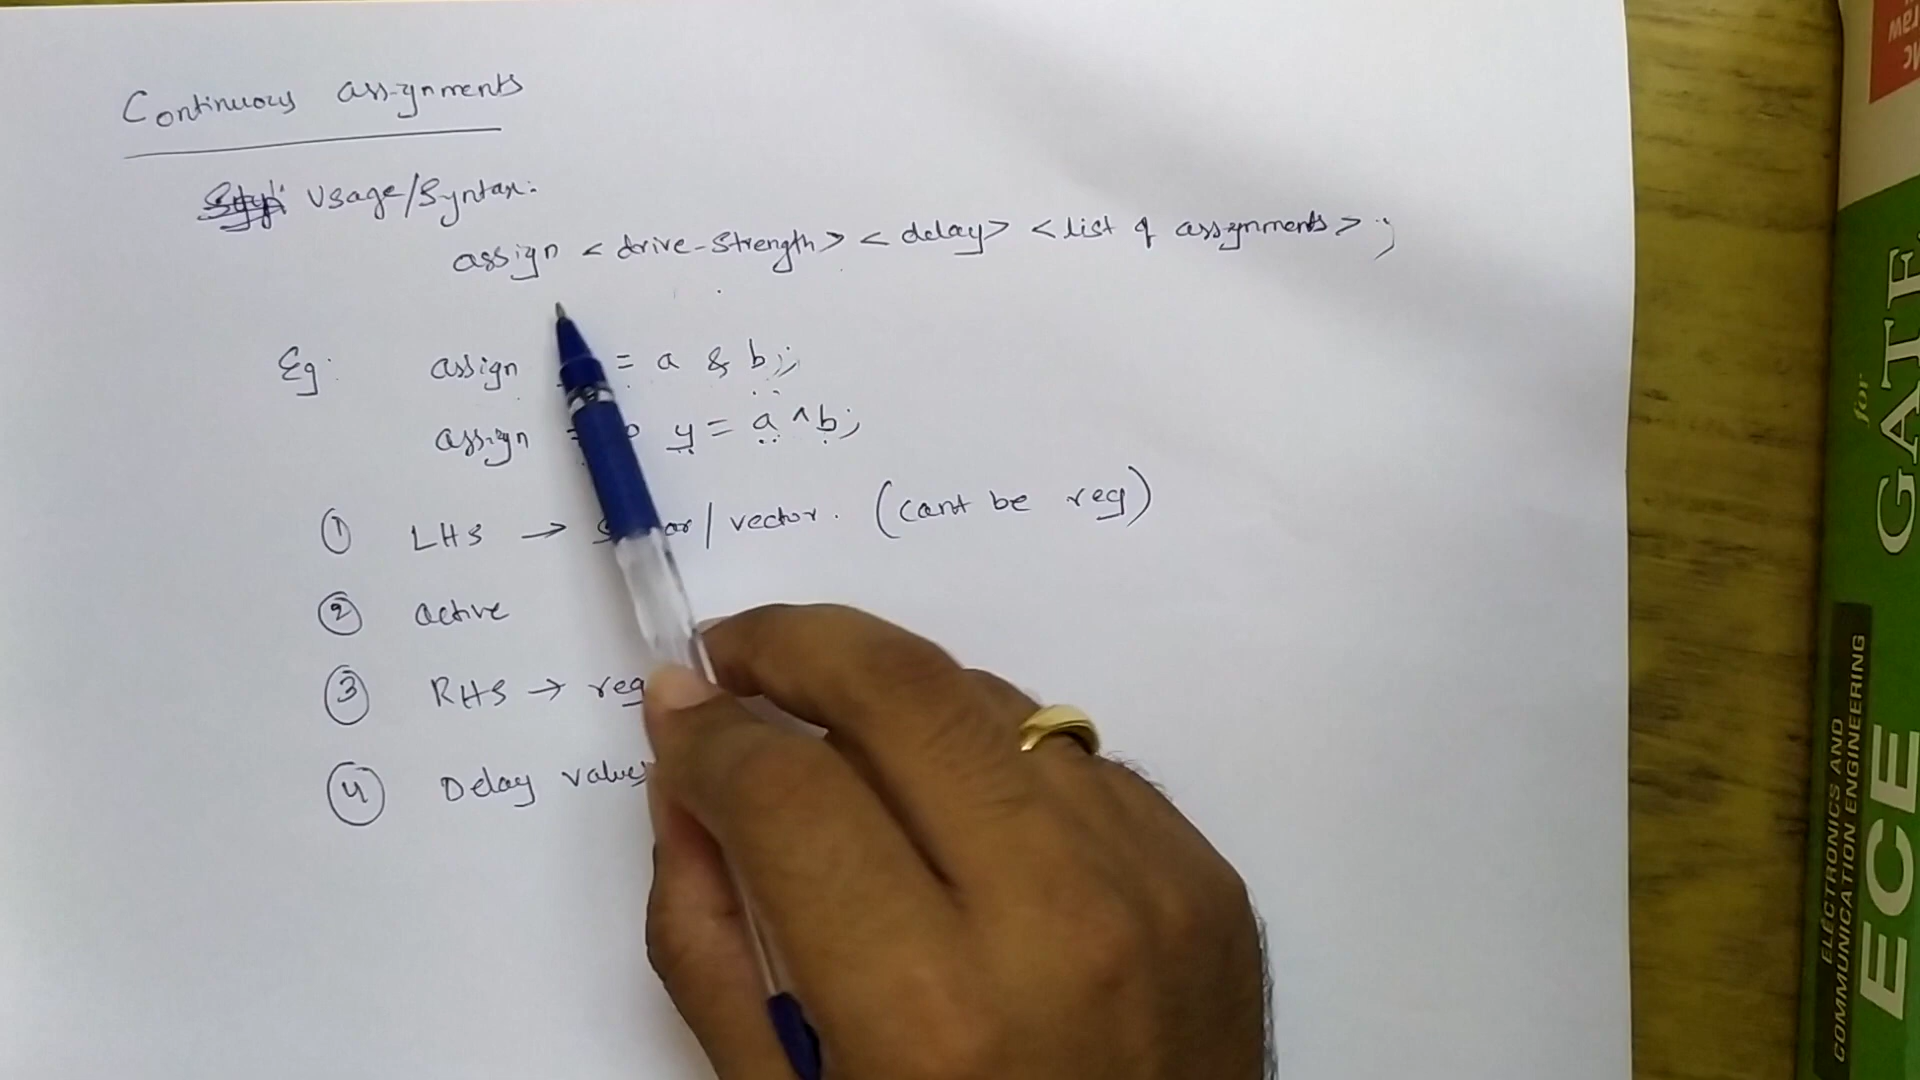 Continuous assignments
Usage/Syntax:
assign <drive-strength> <delay> <list of assignments>;
Eg: assign = a & b;
assign y = a ^ b;
① LHS → / vector. (cant be reg)
② active
③ RHS → reg
④ Delay values
for
GATE
ELECTRONICS AND
COMMUNICATION ENGINEERING
ECE